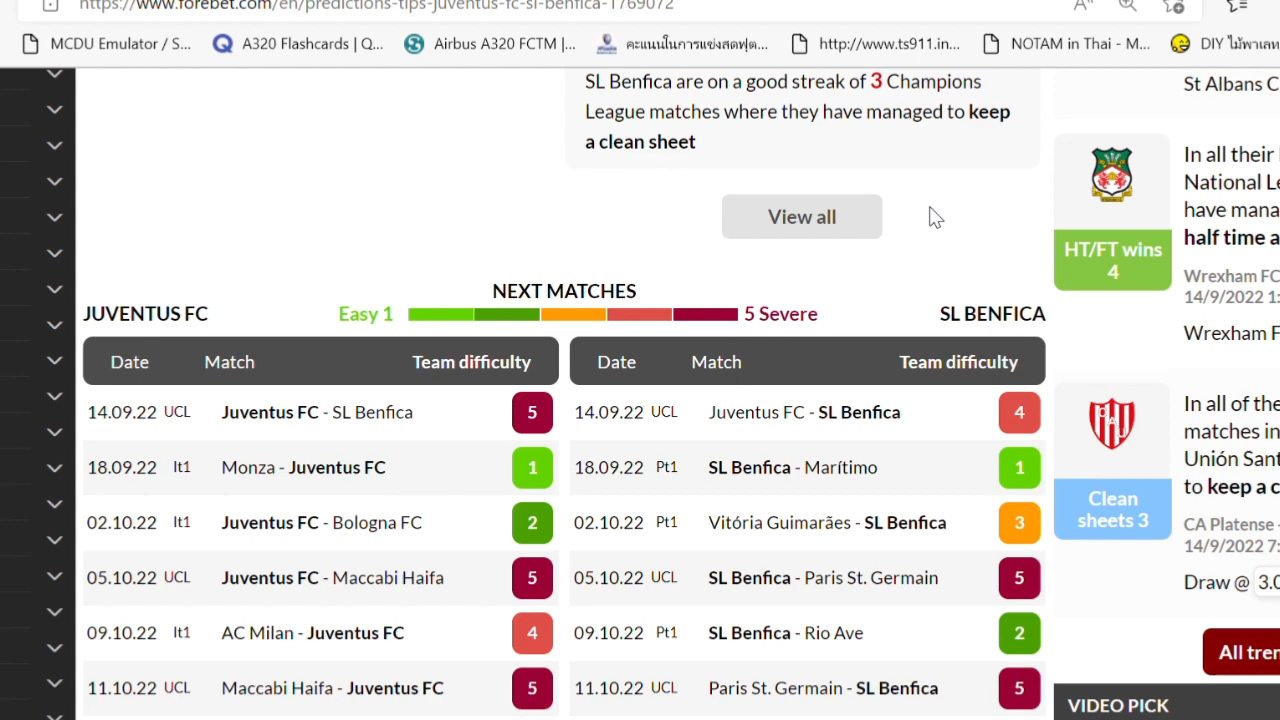 https://www.forebet.com/en/predictions-tips-juventus-fc-sl-benfica-1769072
MCDU Emulator / S...
A320 Flashcards | Q...
Airbus A320 FCTM |...
คะแนนในการแข่งสดฟุต...
http://www.ts911.in...
NOTAM in Thai - M...
DIY ไม้พาเลท
SL Benfica are on a good streak of 3 Champions
League matches where they have managed to keep
a clean sheet
View all
NEXT MATCHES
JUVENTUS FC
Easy 1
5 Severe
SL BENFICA
Date Match Team difficulty
14.09.22 UCL Juventus FC - SL Benfica 5
18.09.22 It1 Monza - Juventus FC 1
02.10.22 It1 Juventus FC - Bologna FC 2
05.10.22 UCL Juventus FC - Maccabi Haifa 5
09.10.22 It1 AC Milan - Juventus FC 4
11.10.22 UCL Maccabi Haifa - Juventus FC 5
Date Match Team difficulty
14.09.22 UCL Juventus FC - SL Benfica 4
18.09.22 Pt1 SL Benfica - Marítimo 1
02.10.22 Pt1 Vitória Guimarães - SL Benfica 3
05.10.22 UCL SL Benfica - Paris St. Germain 5
09.10.22 Pt1 SL Benfica - Rio Ave 2
11.10.22 UCL Paris St. Germain - SL Benfica 5
St Albans C
HT/FT wins
4
In all their
National Le
have mana
half time a
Wrexham FC
14/9/2022 1:
Wrexham F
CAU
Clean
sheets 3
In all of the
matches in
Unión Sant
to keep a c
CA Platense -
14/9/2022 7:
Draw @ 3.0
All tren
VIDEO PICK